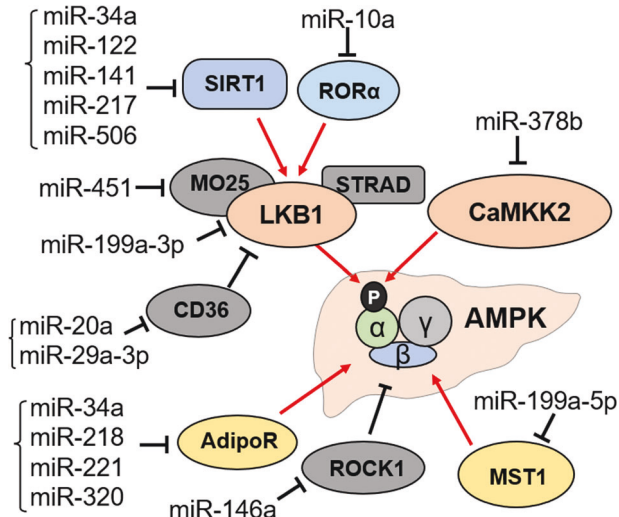 miR-34a
miR-122
miR-141
miR-217
miR-506
SIRT1
miR-10a
RORα
miR-378b
CaMKK2
miR-451
MO25
STRAD
LKB1
miR-199a-3p
CD36
miR-20a
miR-29a-3p
P
α
γ
β
AMPK
miR-34a
miR-218
miR-221
miR-320
AdipoR
ROCK1
miR-146a
miR-199a-5p
MST1